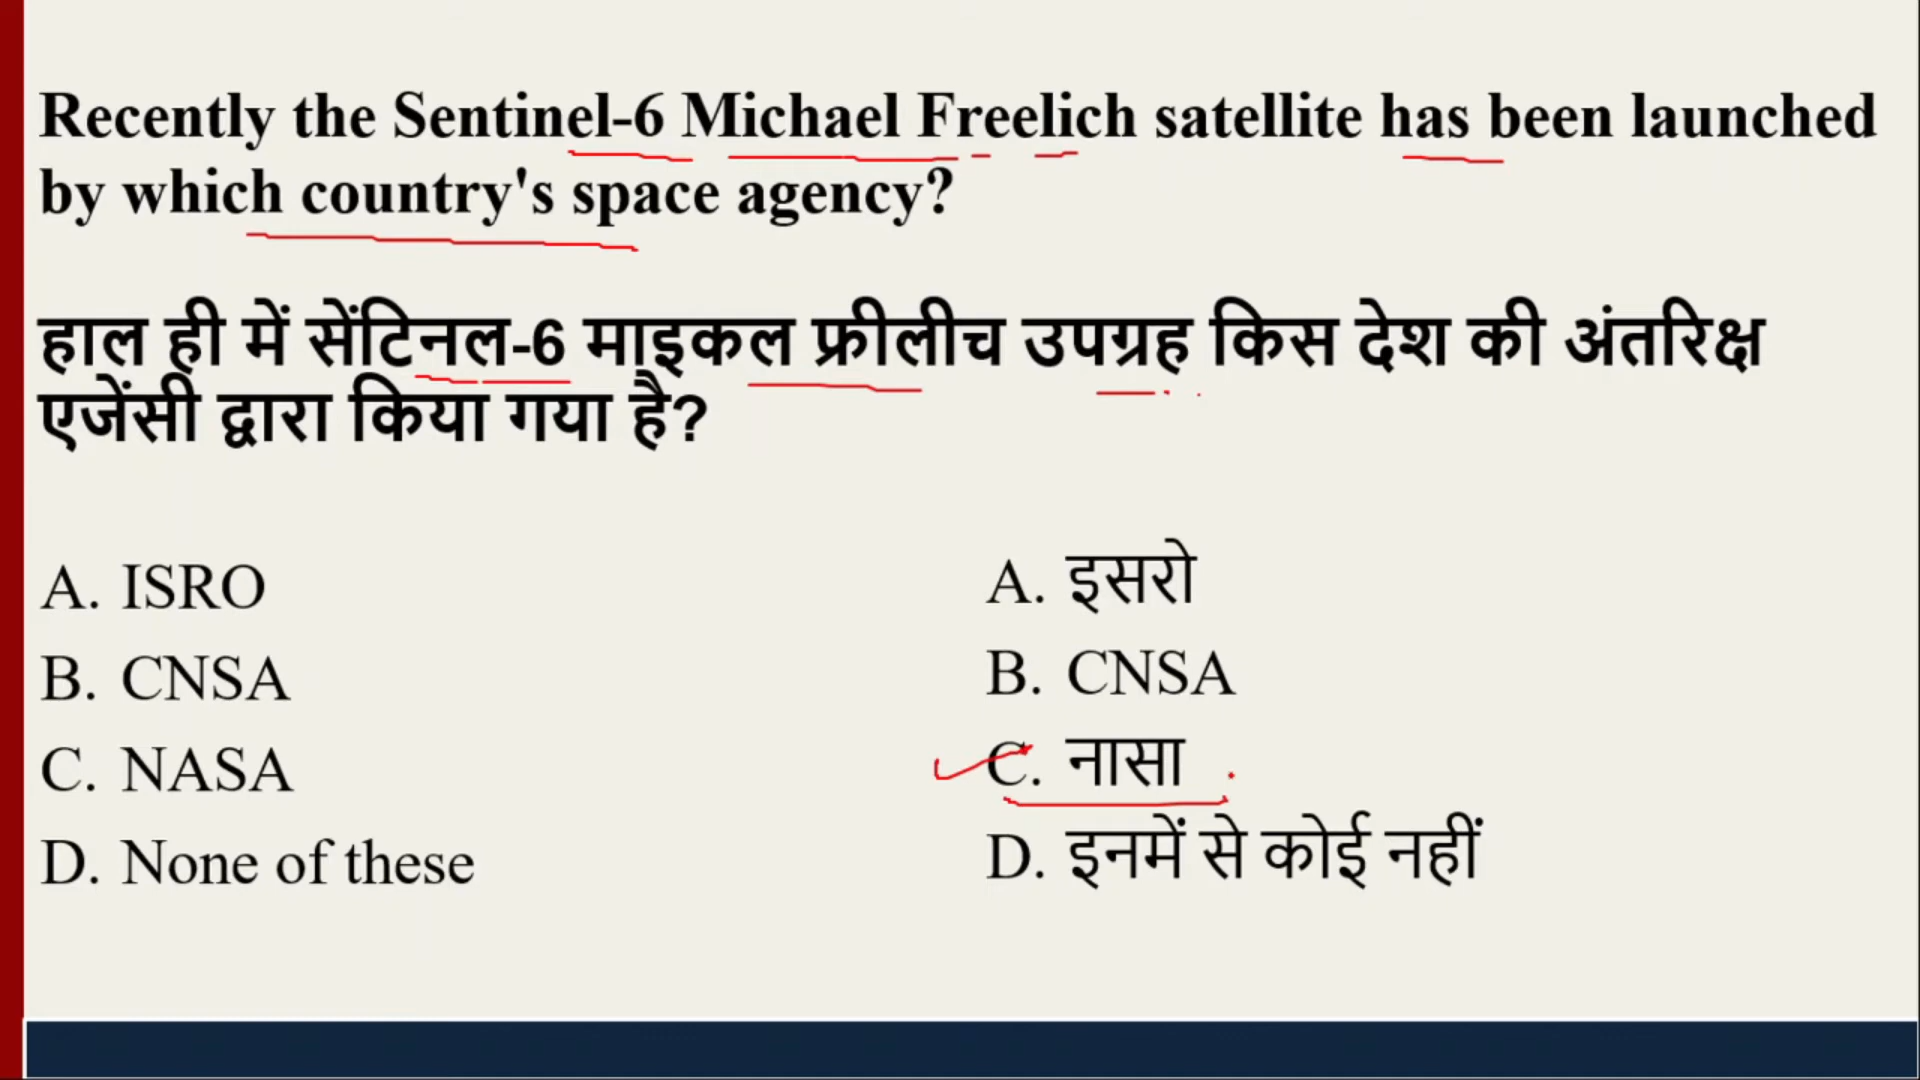 Recently the Sentinel-6 Michael Freelich satellite has been launched
by which country's space agency?
हाल ही में सेंटिनल-6 माइकल फ्रीलीच उपग्रह किस देश की अंतरिक्ष
एजेंसी द्वारा किया गया है?
A. ISRO
B. CNSA
C. NASA
D. None of these
A. इसरो
B. CNSA
C. नासा
D. इनमें से कोई नहीं